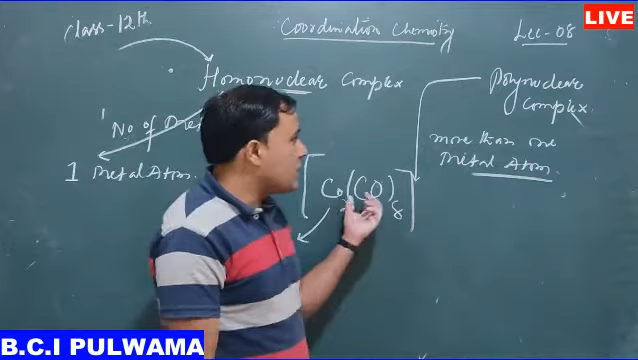 Class-12th
Coordination Chemistry
Lec-08
LIVE
Homonuclear Complex
Polynuclear
Complex
No of
more than one
Metal Atom
1 Metal Atom.
[Co(CO)8]
B.C.I PULWAMA